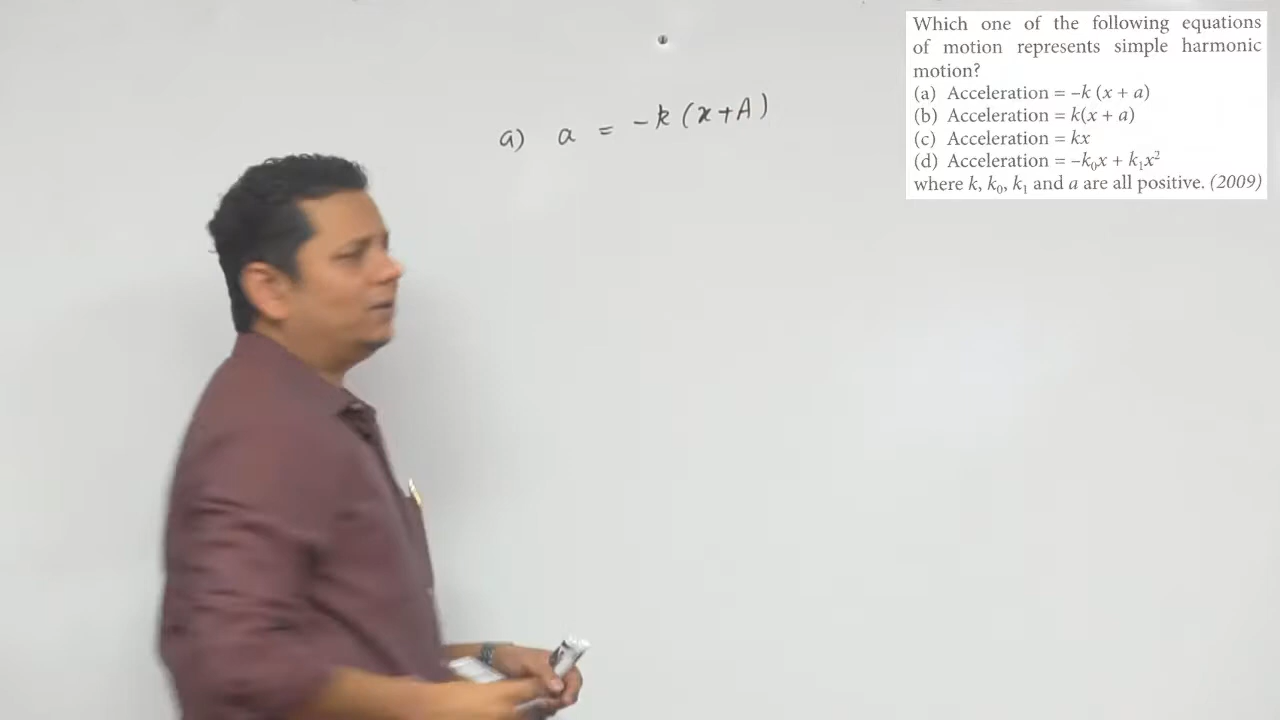 a) a = -k (x+A)
Which one of the following equations
of motion represents simple harmonic
motion?
(a) Acceleration = –k (x + a)
(b) Acceleration = k(x + a)
(c) Acceleration = kx
(d) Acceleration = –k₀x + k₁x²
where k, k₀, k₁ and a are all positive. (2009)